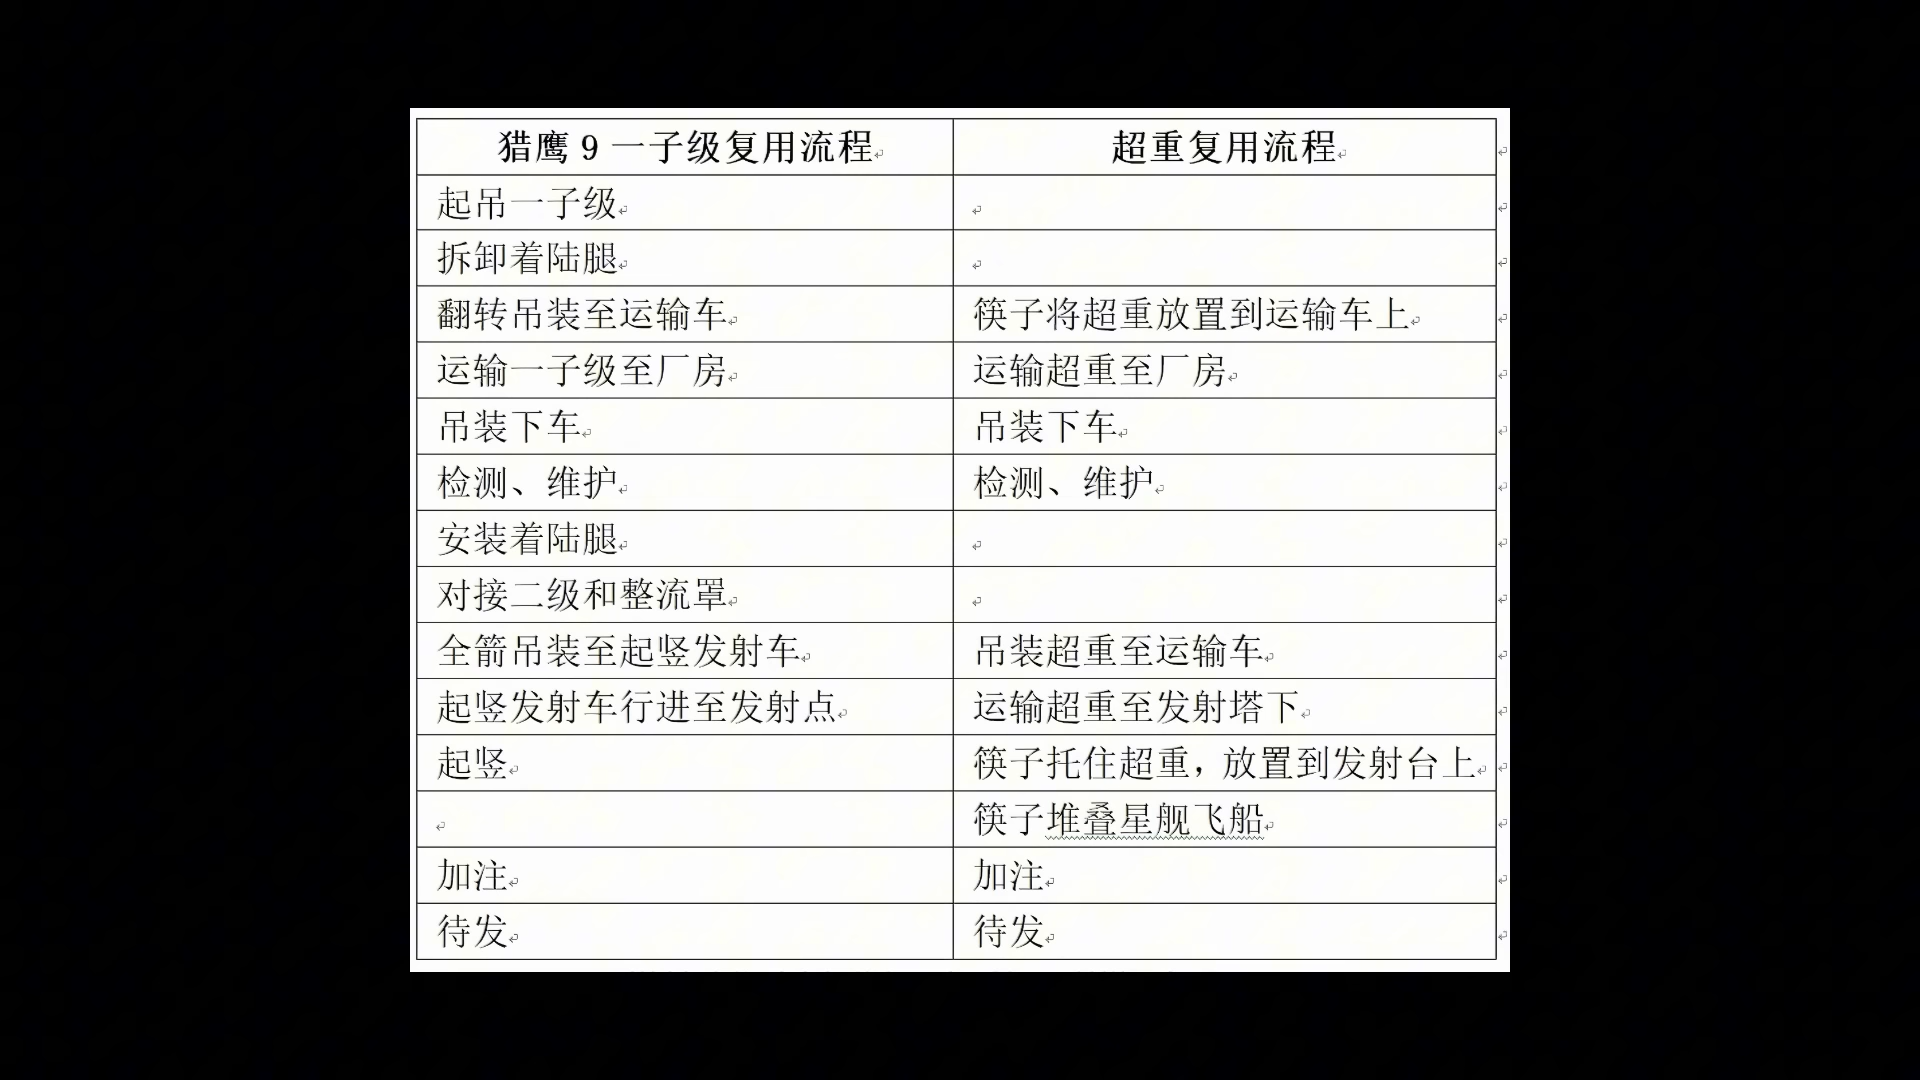 猎鹰 9 一子级复用流程 超重复用流程
起吊一子级
拆卸着陆腿
翻转吊装至运输车 筷子将超重放置到运输车上
运输一子级至厂房 运输超重至厂房
吊装下车 吊装下车
检测、维护 检测、维护
安装着陆腿
对接二级和整流罩
全箭吊装至起竖发射车 吊装超重至运输车
起竖发射车行进至发射点 运输超重至发射塔下
起竖 筷子托住超重，放置到发射台上
筷子堆叠星舰飞船
加注 加注
待发 待发